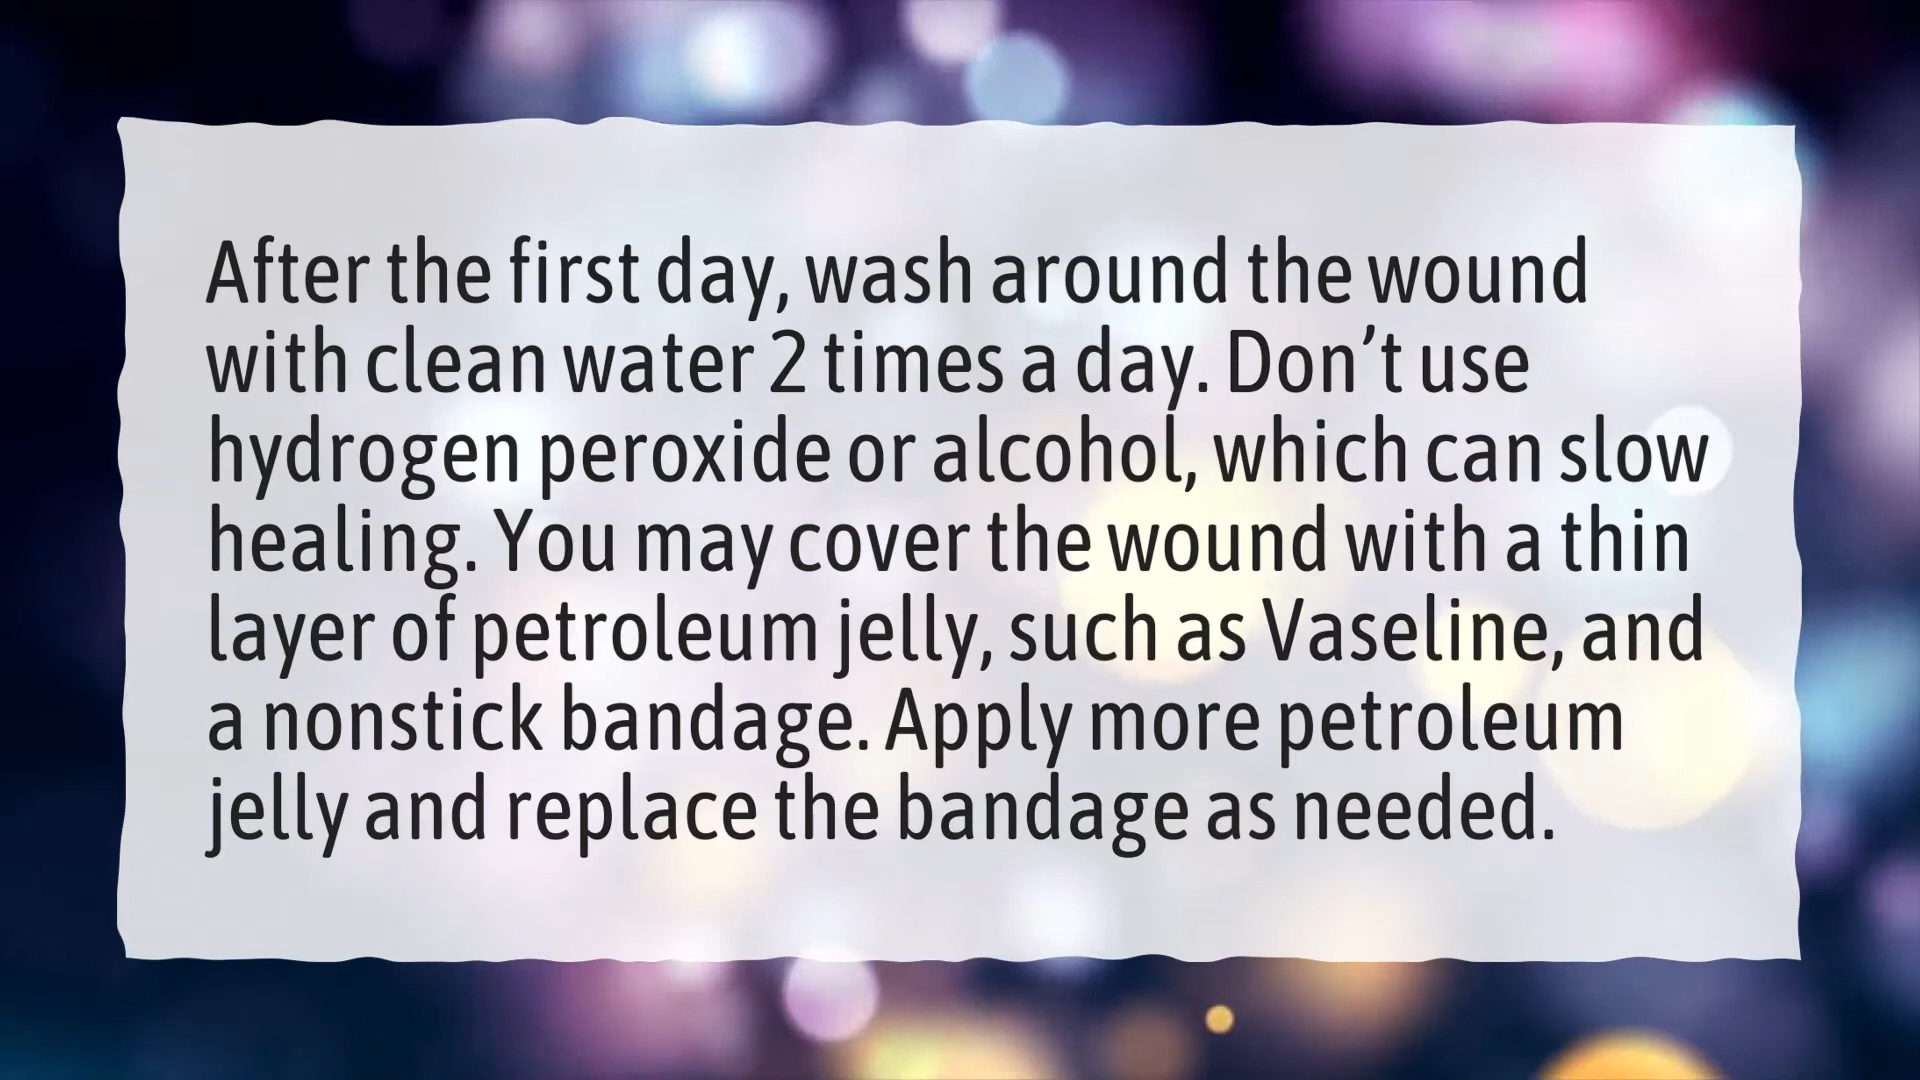 After the first day, wash around the wound
with clean water 2 times a day. Don’t use
hydrogen peroxide or alcohol, which can slow
healing. You may cover the wound with a thin
layer of petroleum jelly, such as Vaseline, and
a nonstick bandage. Apply more petroleum
jelly and replace the bandage as needed.